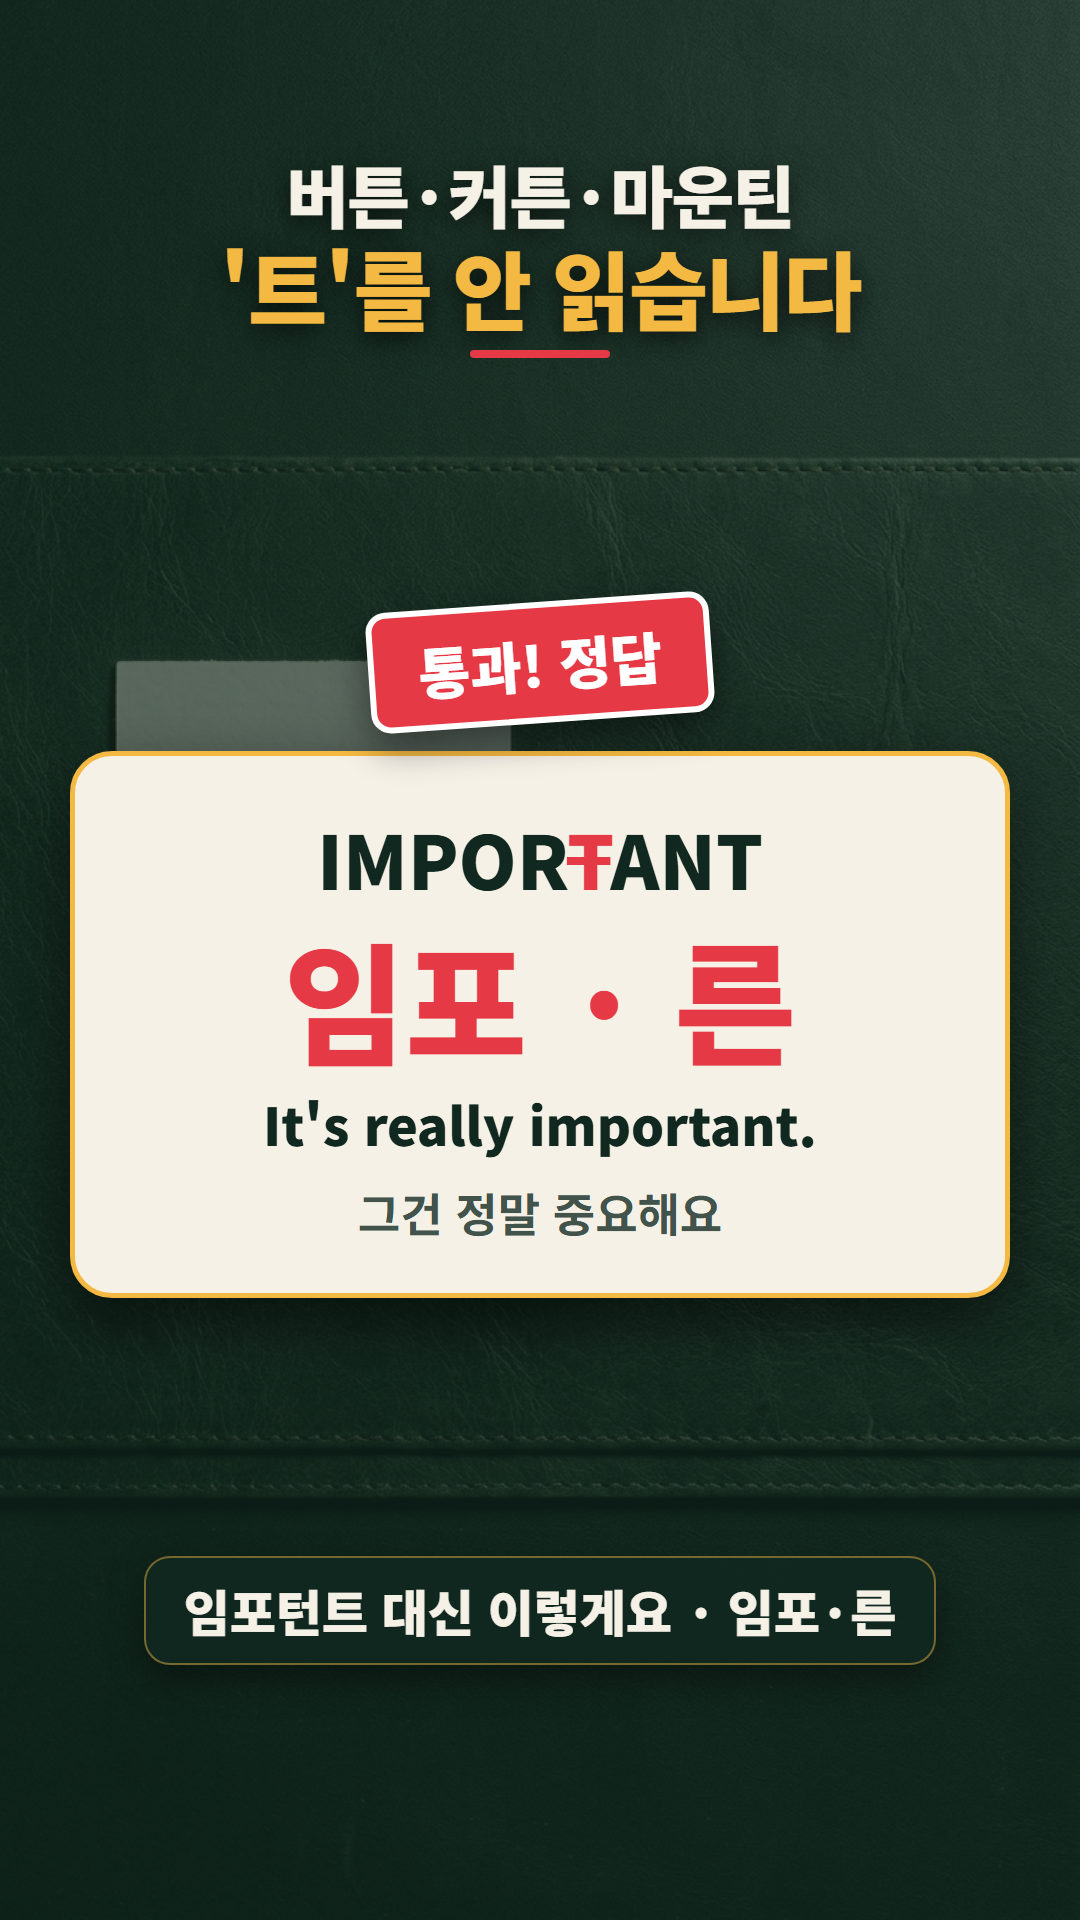 버튼·커튼·마운틴
'트'를 안 읽습니다
통과! 정답
IMPORTANT
임포 · 른
It's really important.
그건 정말 중요해요
임포턴트 대신 이렇게요 · 임포·른